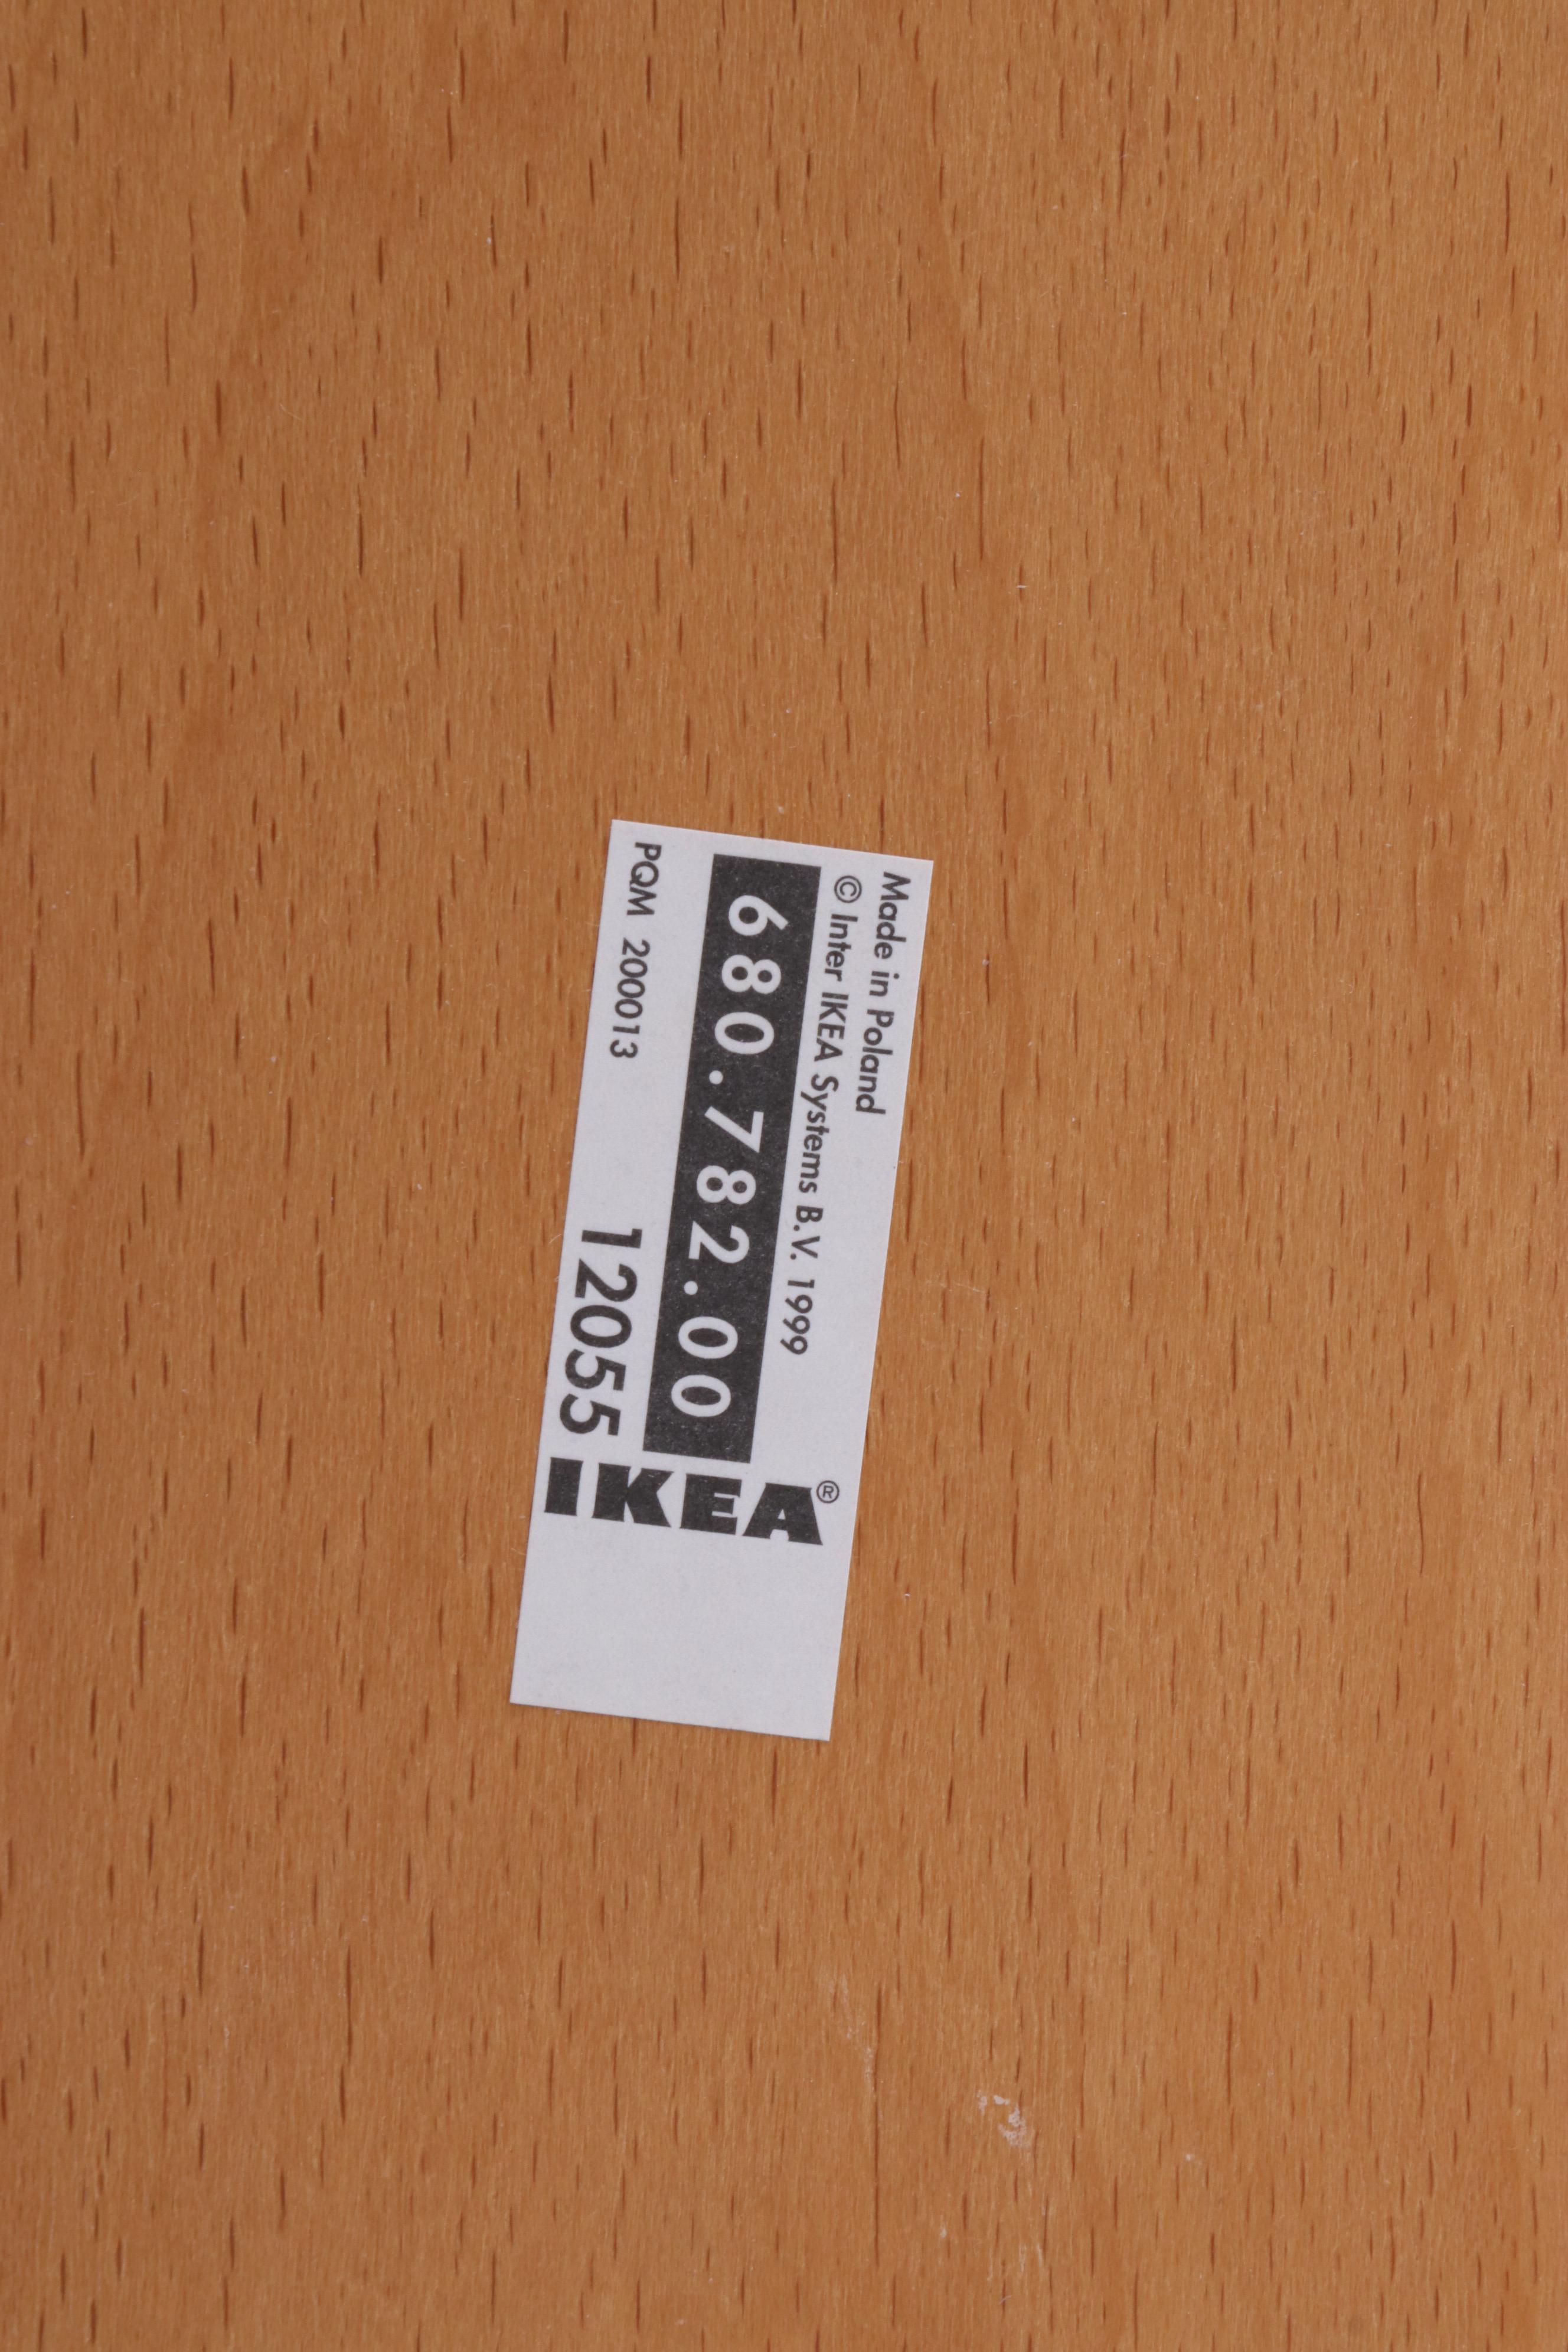 Made in Poland
© Inter IKEA Systems B.V. 1999
680.782.00
PQM 200013
12055
IKEA®